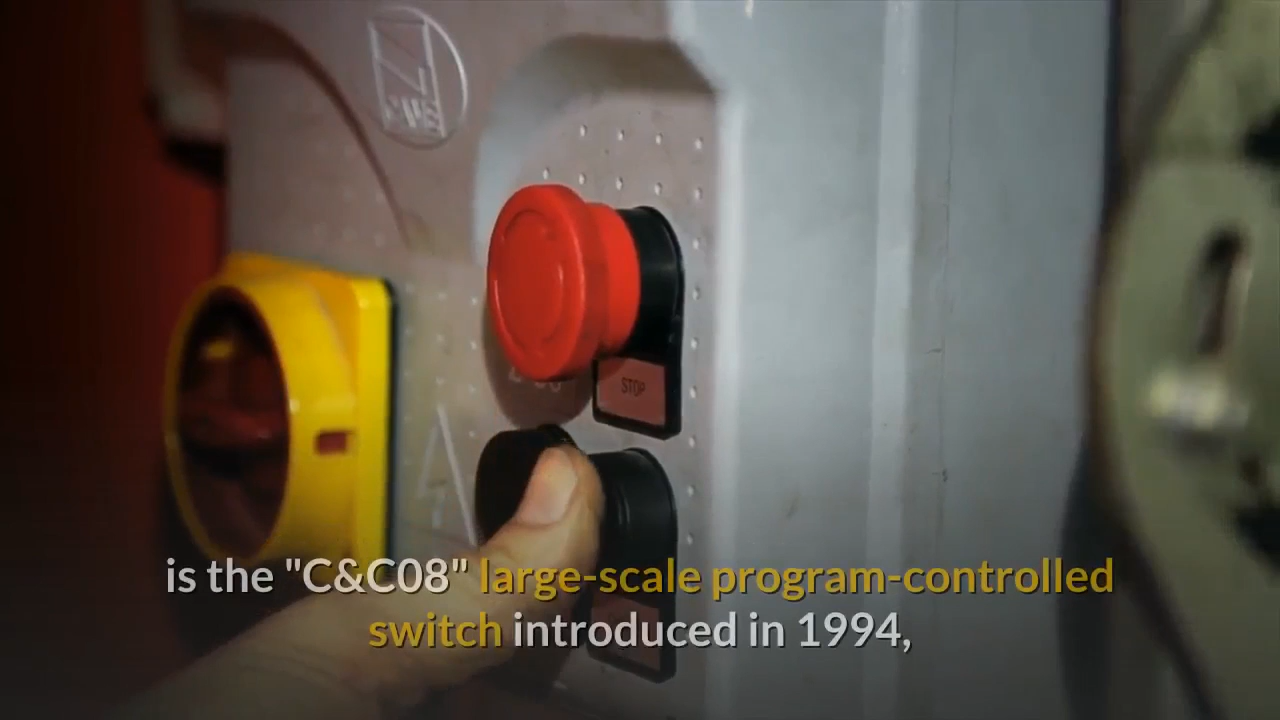 STOP
is the "C&C08" large-scale program-controlled
switch introduced in 1994,